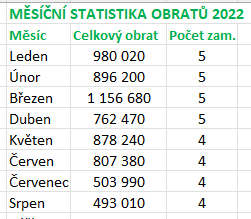 MĚSÍČNÍ STATISTIKA OBRATŮ 2022
Měsíc Celkový obrat Počet zam.
Leden 980 020 5
Únor 896 200 5
Březen 1 156 680 5
Duben 762 470 5
Květen 878 240 4
Červen 807 380 4
Červenec 503 990 4
Srpen 493 010 4